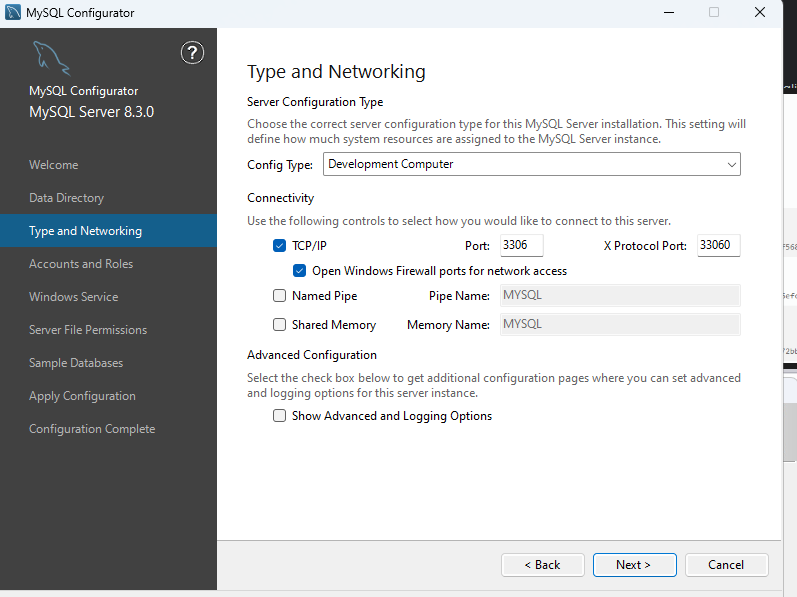 MySQL Configurator
?
MySQL Configurator
MySQL Server 8.3.0
Welcome
Data Directory
Type and Networking
Accounts and Roles
Windows Service
Server File Permissions
Sample Databases
Apply Configuration
Configuration Complete
Type and Networking
Server Configuration Type
Choose the correct server configuration type for this MySQL Server installation. This setting will
define how much system resources are assigned to the MySQL Server instance.
Config Type: Development Computer
Connectivity
Use the following controls to select how you would like to connect to this server.
TCP/IP Port: 3306 X Protocol Port: 33060
Open Windows Firewall ports for network access
Named Pipe Pipe Name: MYSQL
Shared Memory Memory Name: MYSQL
Advanced Configuration
Select the check box below to get additional configuration pages where you can set advanced
and logging options for this server instance.
Show Advanced and Logging Options
< Back Next > Cancel